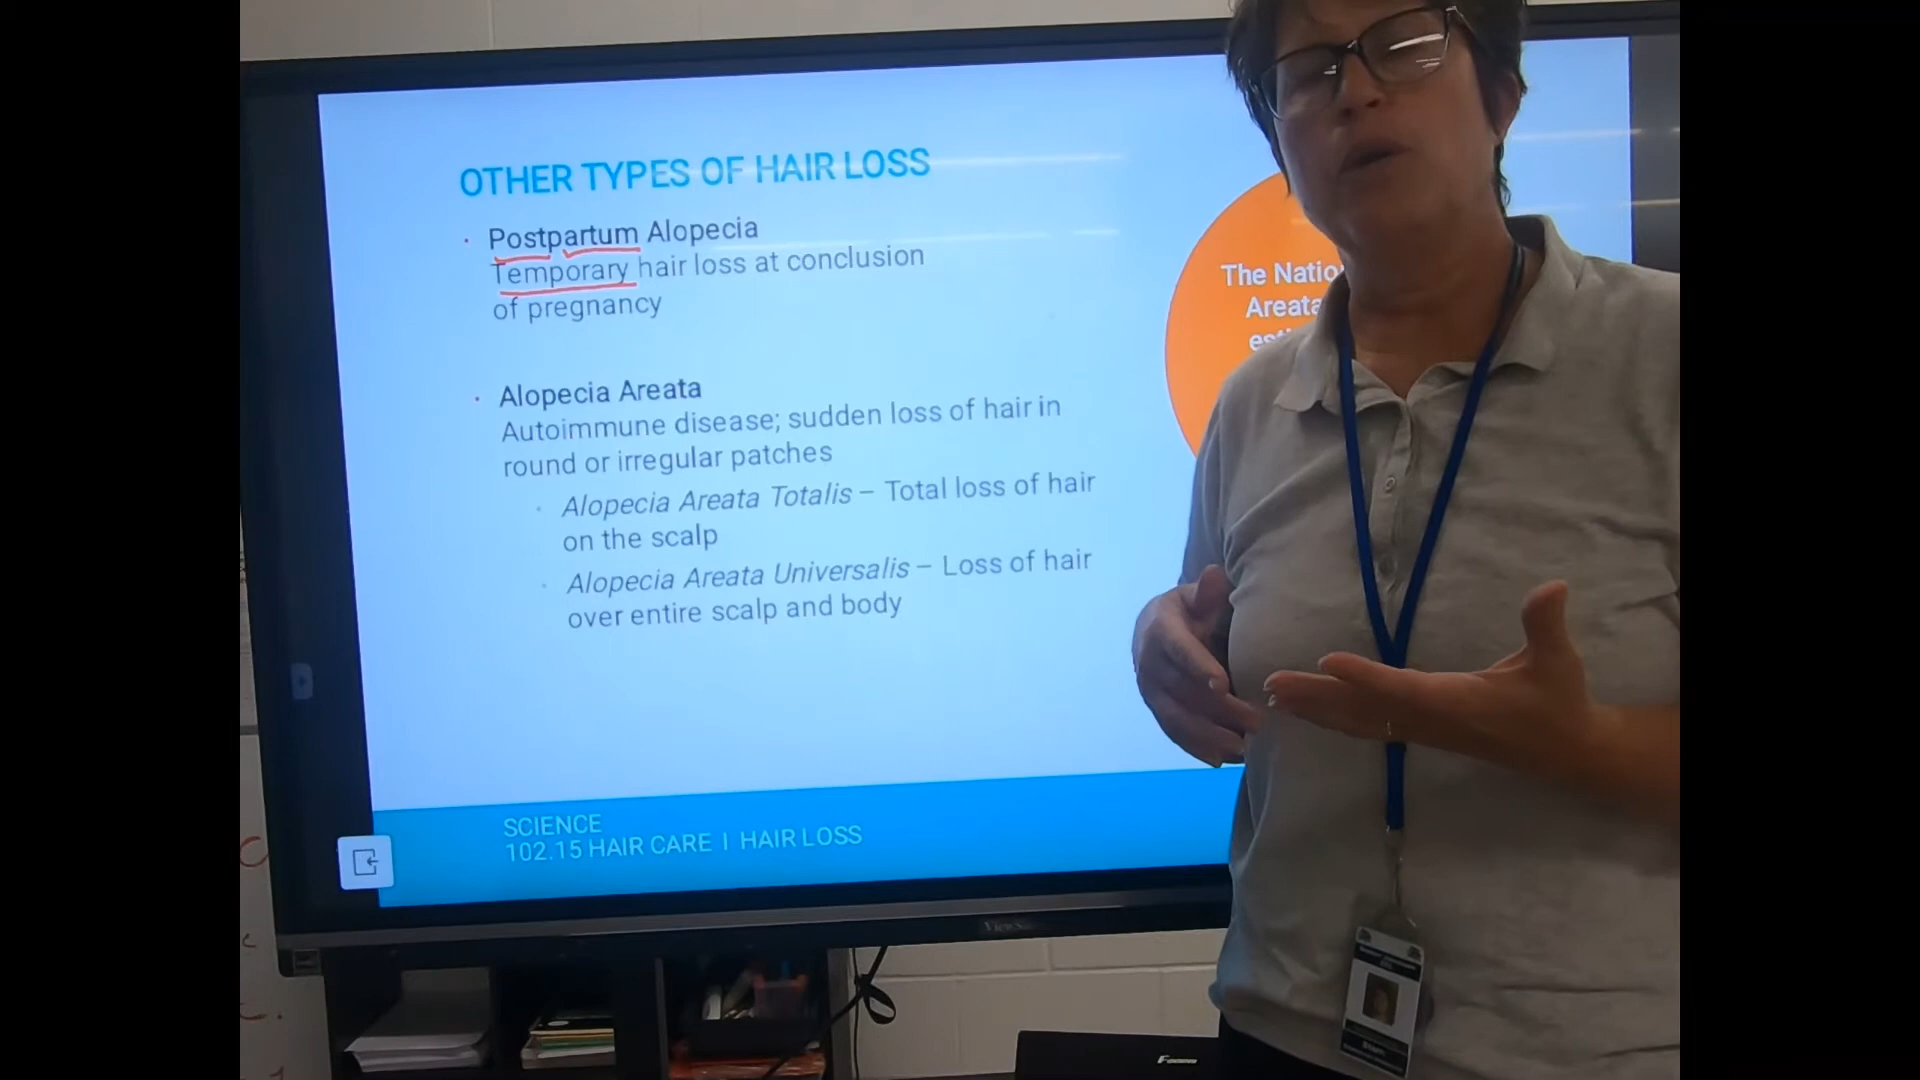 OTHER TYPES OF HAIR LOSS
· Postpartum Alopecia
Temporary hair loss at conclusion
of pregnancy
· Alopecia Areata
Autoimmune disease; sudden loss of hair in
round or irregular patches
· Alopecia Areata Totalis – Total loss of hair
on the scalp
· Alopecia Areata Universalis – Loss of hair
over entire scalp and body
The Natio
Areata
SCIENCE
102.15 HAIR CARE I HAIR LOSS
ViewSo